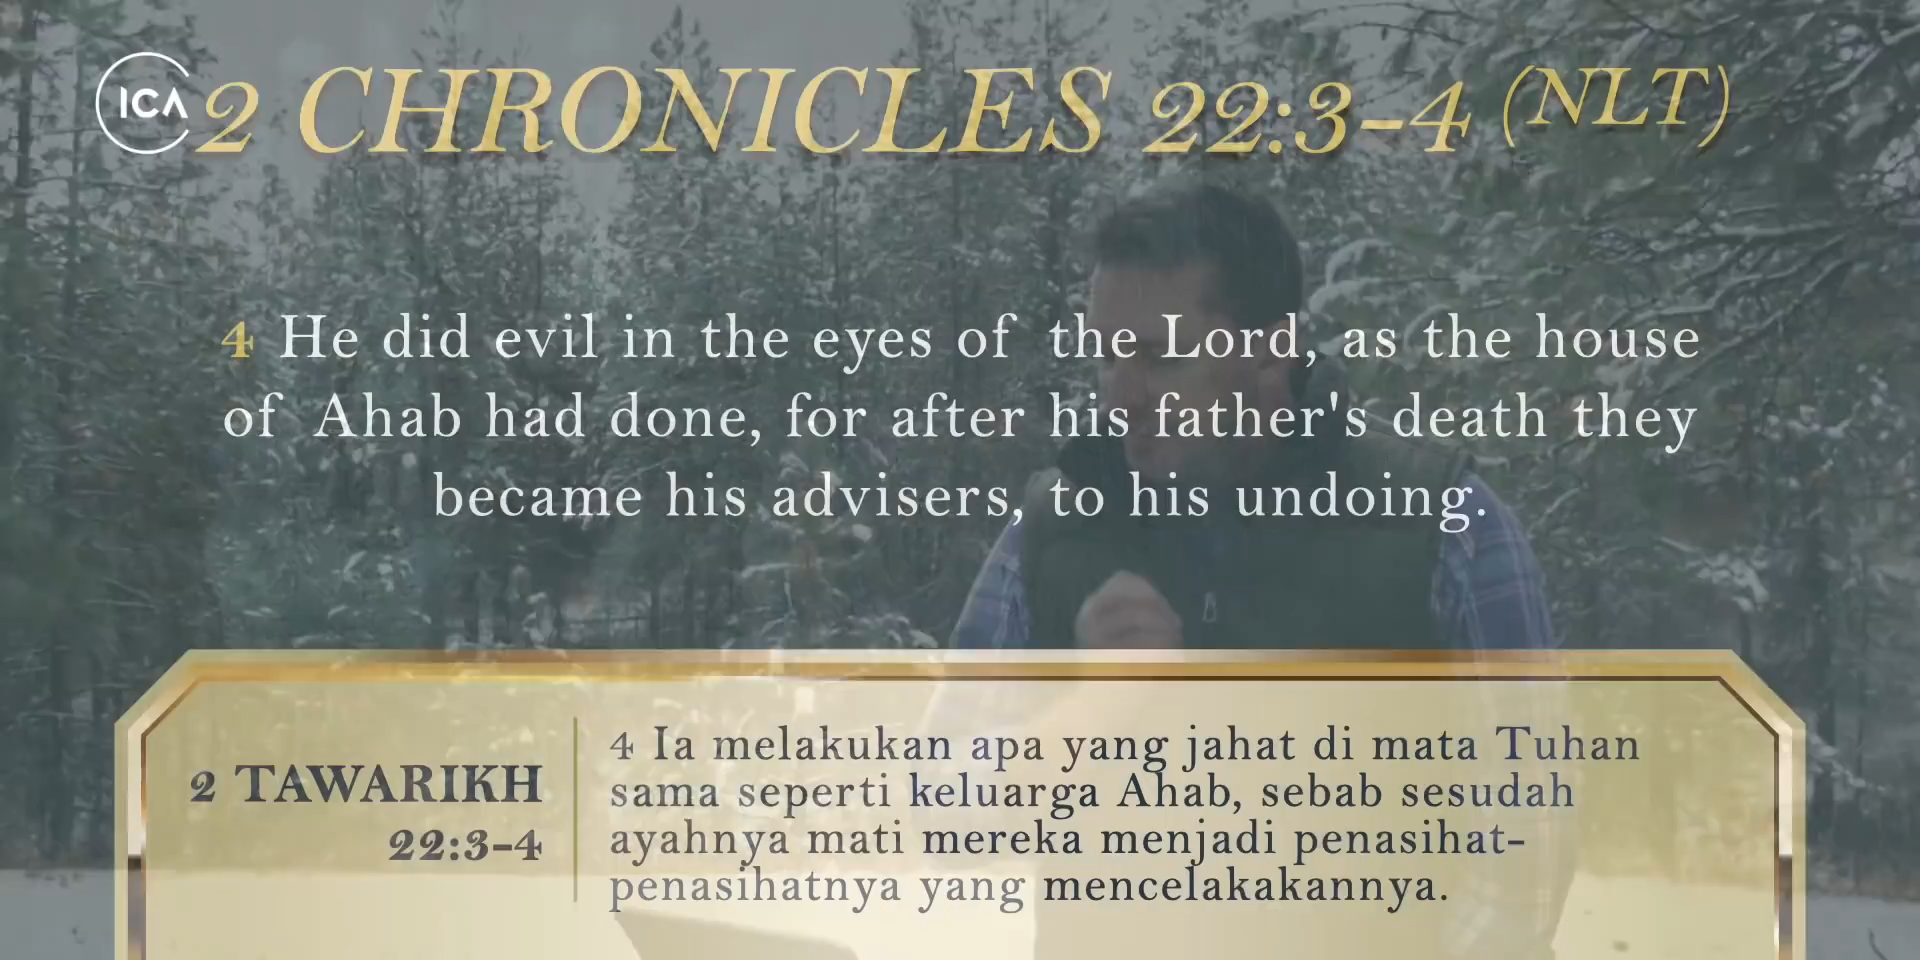 ICA
2 CHRONICLES 22:3-4 (NLT)
4 He did evil in the eyes of the Lord, as the house
of Ahab had done, for after his father's death they
became his advisers, to his undoing.
2 TAWARIKH
22:3-4
4 Ia melakukan apa yang jahat di mata Tuhan
sama seperti keluarga Ahab, sebab sesudah
ayahnya mati mereka menjadi penasihat-
penasihatnya yang mencelakakannya.